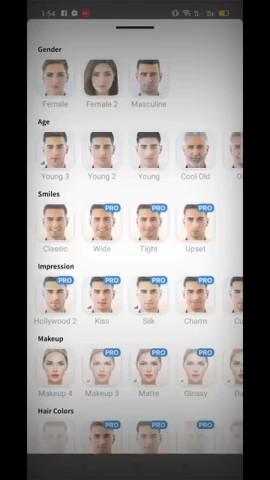 1:54
Gender
Female Female 2 Masculine
Age
Young 3 Young 2 Young Cool Old
Smiles
PRO PRO PRO
Classic Wide Tight Upset
Impression
PRO PRO PRO PRO
Hollywood 2 Kiss Silk Charm
Makeup
PRO PRO PRO
Makeup 4 Makeup 3 Matte Glossy
Hair Colors
PRO PRO PRO